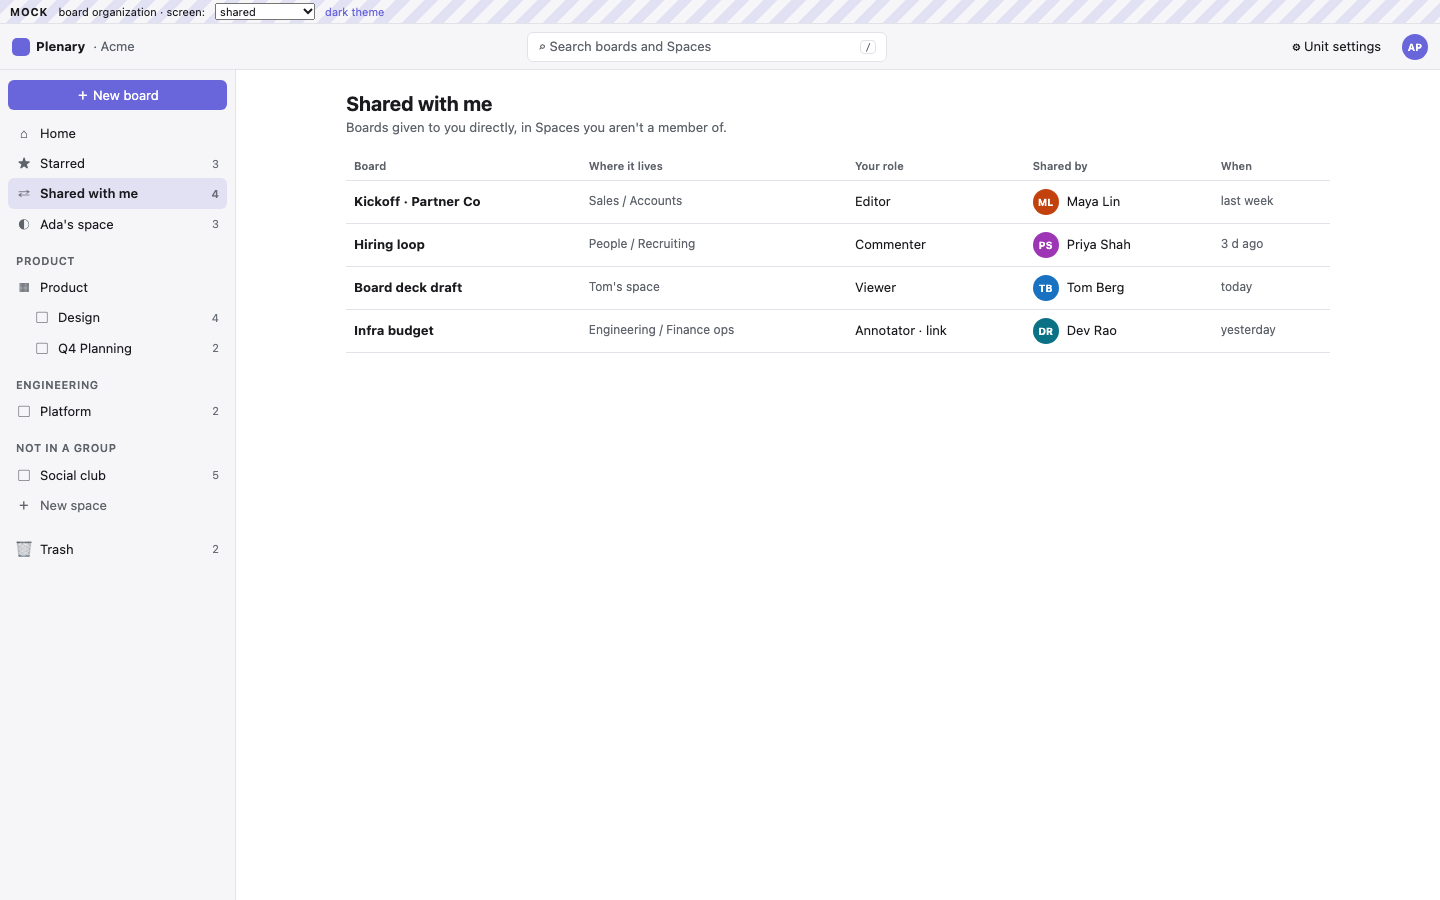 MOCK board organization · screen: shared dark theme
Plenary · Acme
Search boards and Spaces /
Unit settings
AP
+ New board
Home
Starred 3
Shared with me 4
Ada's space 3
PRODUCT
Product
Design 4
Q4 Planning 2
ENGINEERING
Platform 2
NOT IN A GROUP
Social club 5
+ New space
Trash 2
Shared with me
Boards given to you directly, in Spaces you aren't a member of.
Board Where it lives Your role Shared by When
Kickoff · Partner Co Sales / Accounts Editor ML Maya Lin last week
Hiring loop People / Recruiting Commenter PS Priya Shah 3 d ago
Board deck draft Tom's space Viewer TB Tom Berg today
Infra budget Engineering / Finance ops Annotator · link DR Dev Rao yesterday